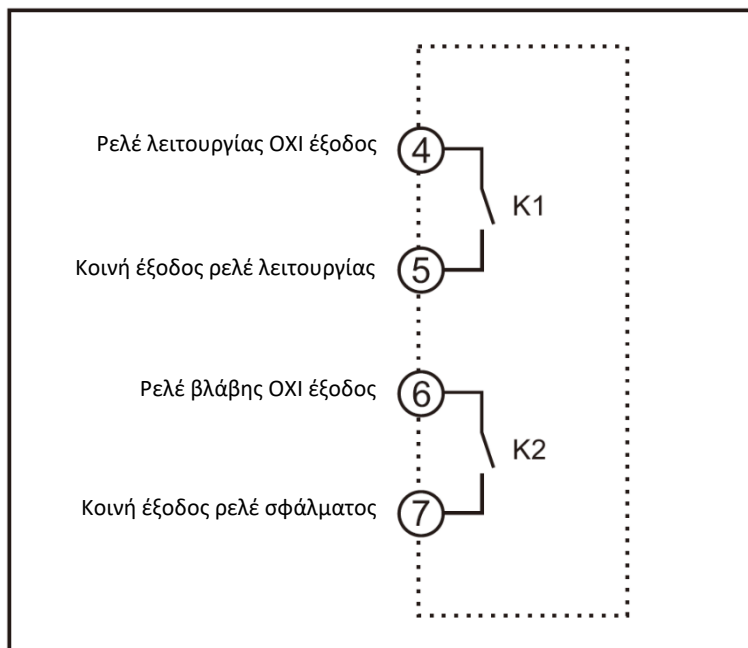 Ρελέ λειτουργίας ΟΧΙ έξοδος
4
K1
Κοινή έξοδος ρελέ λειτουργίας
5
Ρελέ βλάβης ΟΧΙ έξοδος
6
K2
Κοινή έξοδος ρελέ σφάλματος
7